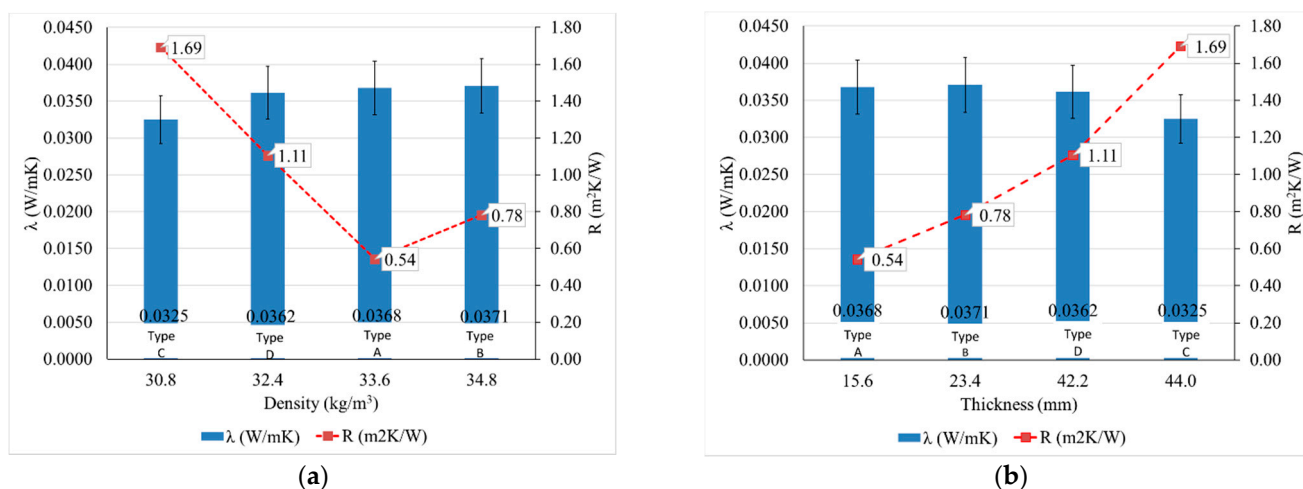 0.0450
0.0400
0.0350
0.0300
0.0250
0.0200
0.0150
0.0100
0.0050
0.0000
λ (W/mK)
1.69
1.11
0.54
0.78
0.0325 0.0362 0.0368 0.0371
Type Type Type Type
C D A B
30.8 32.4 33.6 34.8
Density (kg/m³)
1.80
1.60
1.40
1.20
1.00
0.80
0.60
0.40
0.20
0.00
R (m²K/W)
λ (W/mK) R (m2K/W)
(a)
0.0450
0.0400
0.0350
0.0300
0.0250
0.0200
0.0150
0.0100
0.0050
0.0000
λ (W/mK)
1.69
1.11
0.78
0.54
0.0368 0.0371 0.0362 0.0325
Type Type Type Type
A B D C
15.6 23.4 42.2 44.0
Thickness (mm)
1.80
1.60
1.40
1.20
1.00
0.80
0.60
0.40
0.20
0.00
R (m²K/W)
λ (W/mK) R (m2K/W)
(b)